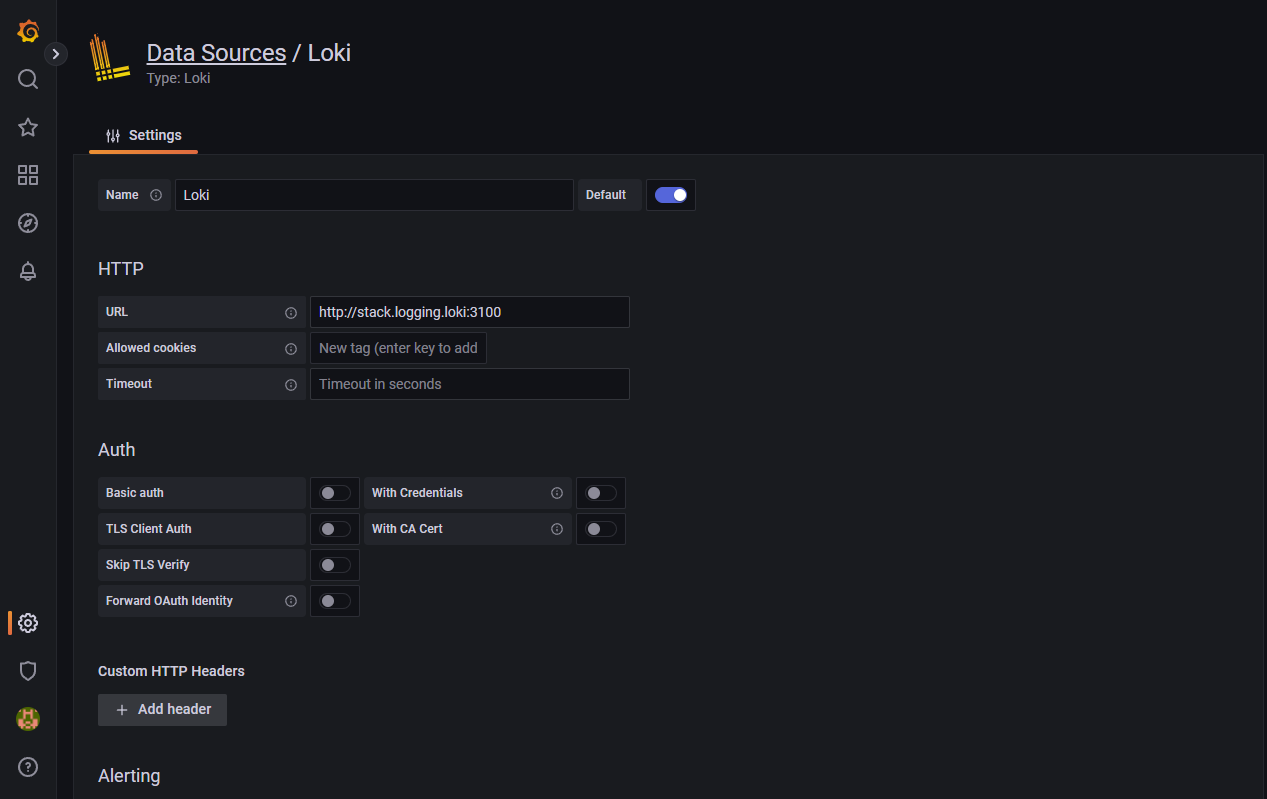 Data Sources / Loki
Type: Loki
Settings
Name Loki Default
HTTP
URL http://stack.logging.loki:3100
Allowed cookies New tag (enter key to add
Timeout Timeout in seconds
Auth
Basic auth With Credentials
TLS Client Auth With CA Cert
Skip TLS Verify
Forward OAuth Identity
Custom HTTP Headers
Add header
Alerting